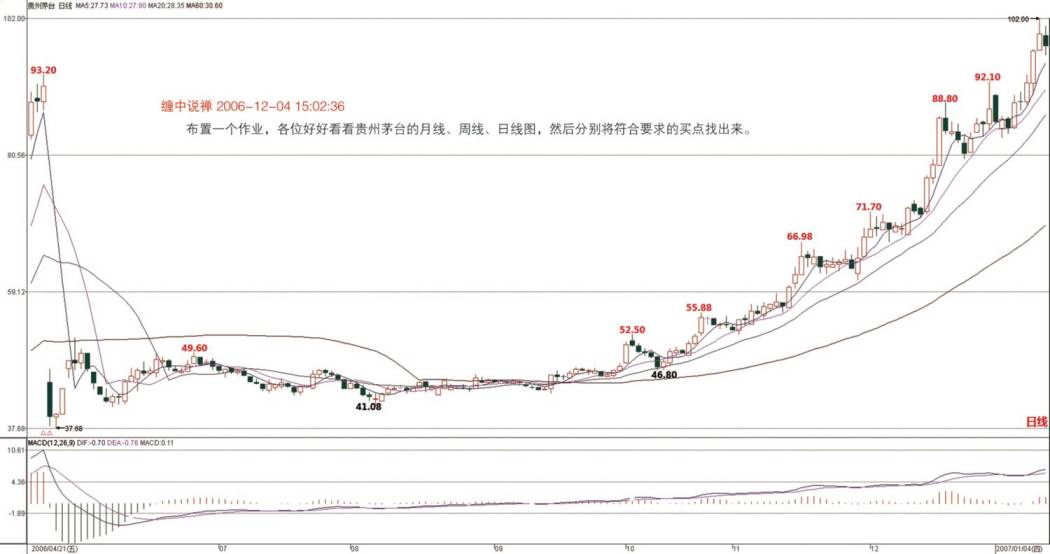 贵州茅台 日线 MA5:27.73 MA10:27.90 MA20:28.35 MA60:30.60
102.00
102.00
93.20
92.10
88.80
缠中说禅 2006-12-04 15:02:36
布置一个作业，各位好好看看贵州茅台的月线、周线、日线图，然后分别将符合要求的买点找出来。
80.56
71.70
66.98
59.12
55.88
52.50
49.60
46.80
41.08
37.68
37.68
日线
MACD(12,26,9) DIF:-0.70 DEA:-0.76 MACD:0.11
10.61
4.36
-1.89
日线
2006/04/21(五) 07 08 09 10 11 12 2007/01/04(四)